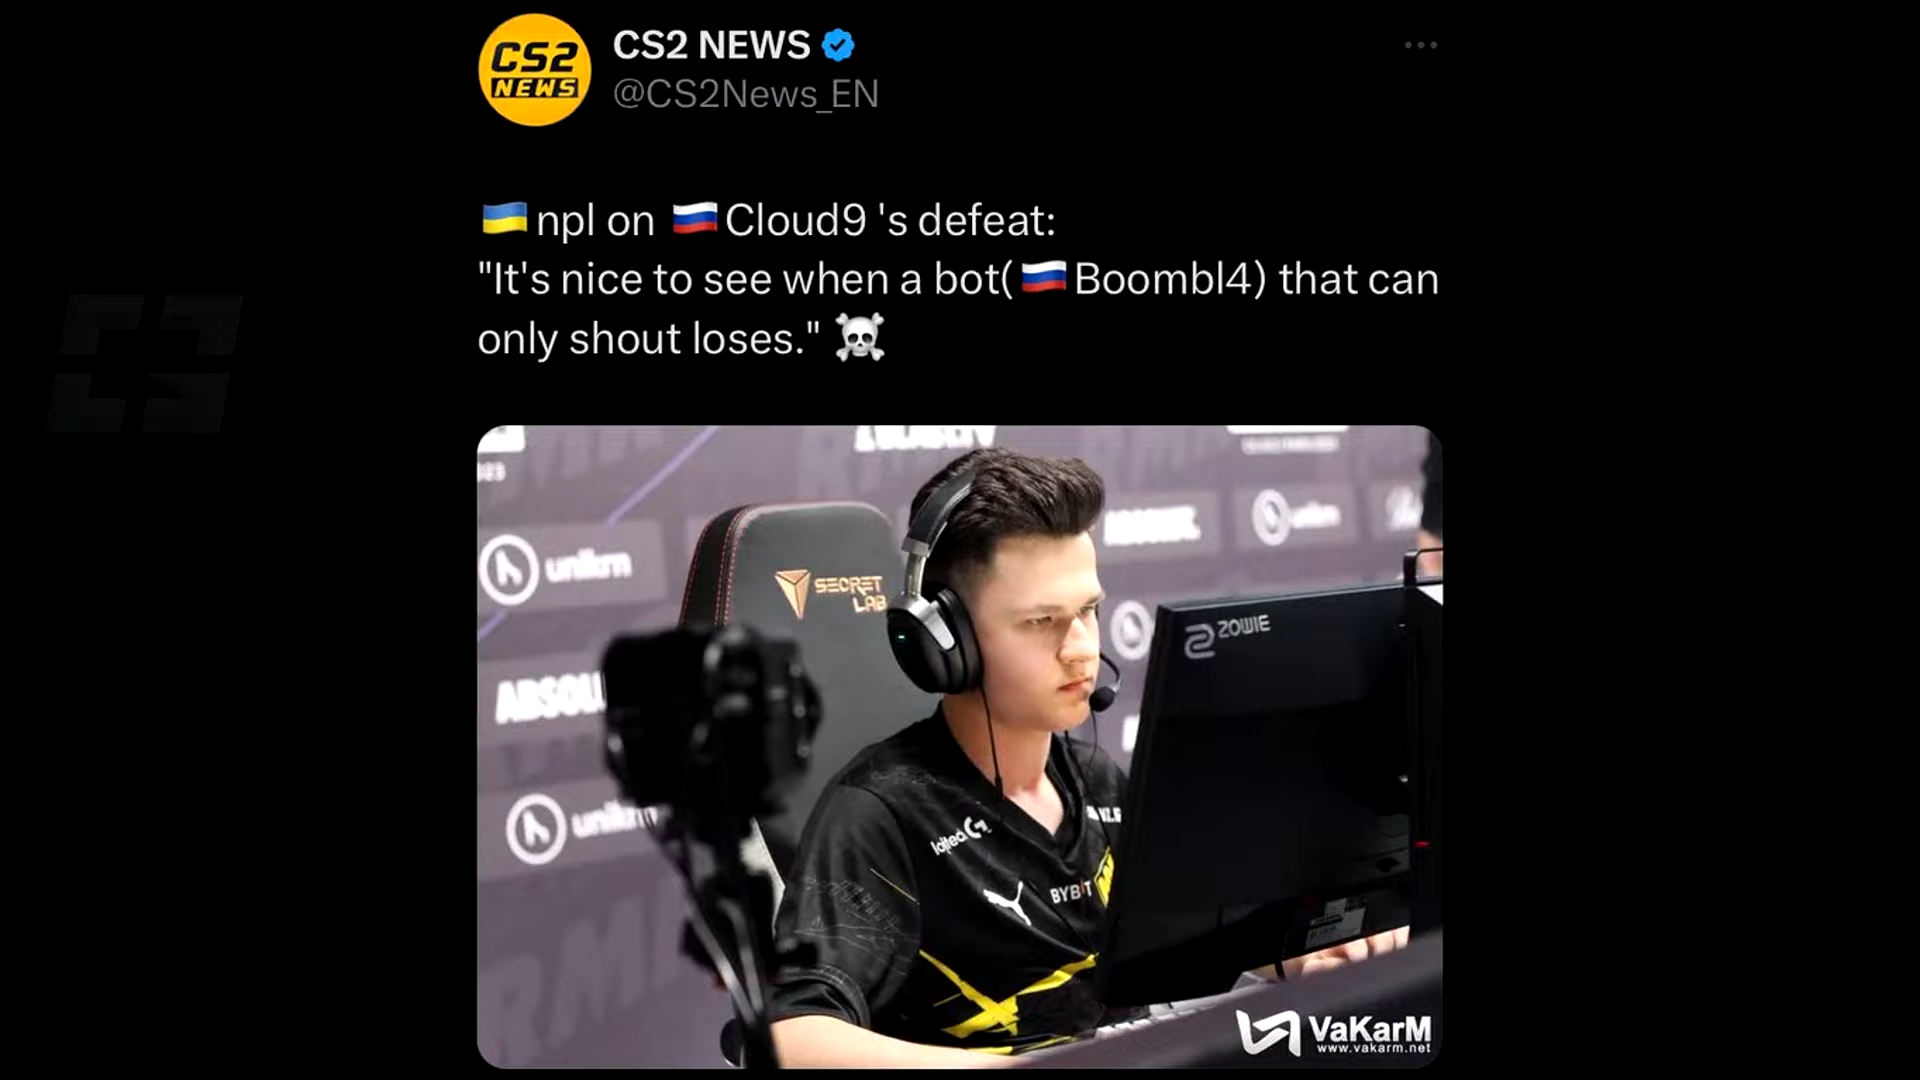 CS2 NEWS
@CS2News_EN
CS2
NEWS
🇺🇦npl on 🇷🇺Cloud9 's defeat:
"It's nice to see when a bot(🇷🇺Boombl4) that can
only shout loses." ☠️
unikrn
SECRET
LAB
ZOWIE
unikrn
logitech G
BYBIT
VaKarM
www.vakarm.net